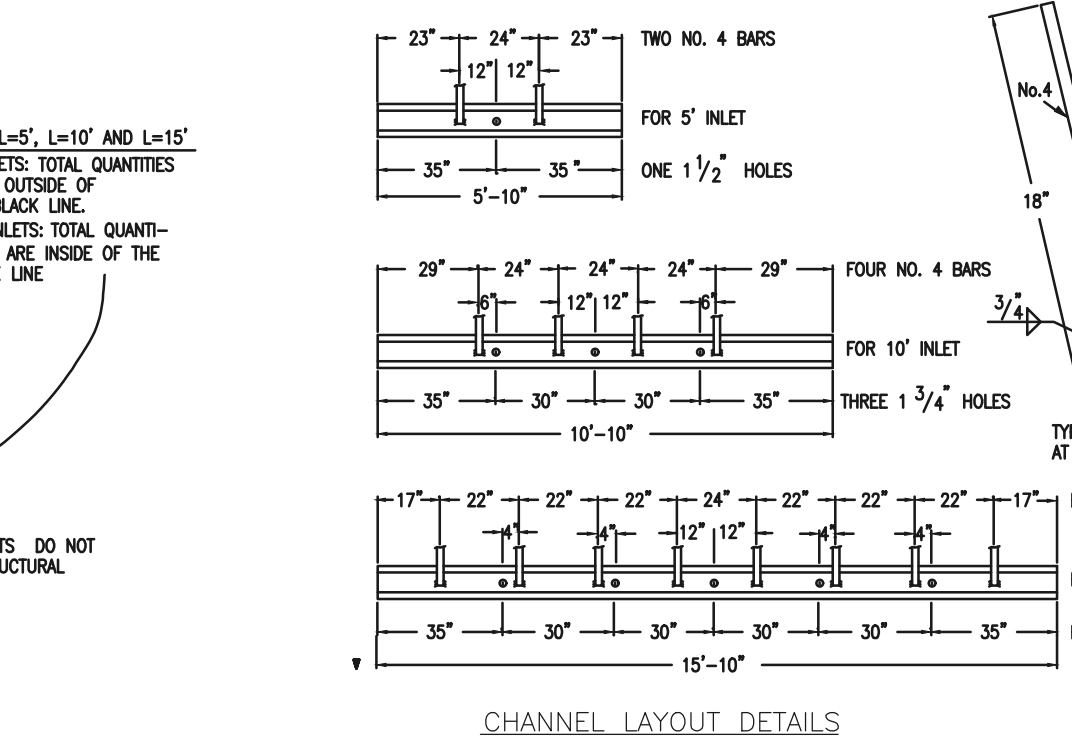 L=5', L=10' AND L=15'
ETS: TOTAL QUANTITIES
OUTSIDE OF
BLACK LINE.
NLETS: TOTAL QUANTI-
ARE INSIDE OF THE
LINE
TS DO NOT
UCTURAL
23" 24" 23" TWO NO. 4 BARS
12" 12"
FOR 5' INLET
35" 35" ONE 1 1/2" HOLES
5'-10"
29" 24" 24" 24" 29" FOUR NO. 4 BARS
6" 12" 12" 6"
FOR 10' INLET
35" 30" 30" 35" THREE 1 3/4" HOLES
10'-10"
17" 22" 22" 22" 24" 22" 22" 22" 17"
4" 4" 12" 12" 4" 4"
35" 30" 30" 30" 30" 35"
15'-10"
CHANNEL LAYOUT DETAILS
No.4
18"
3/4"
TYP
AT